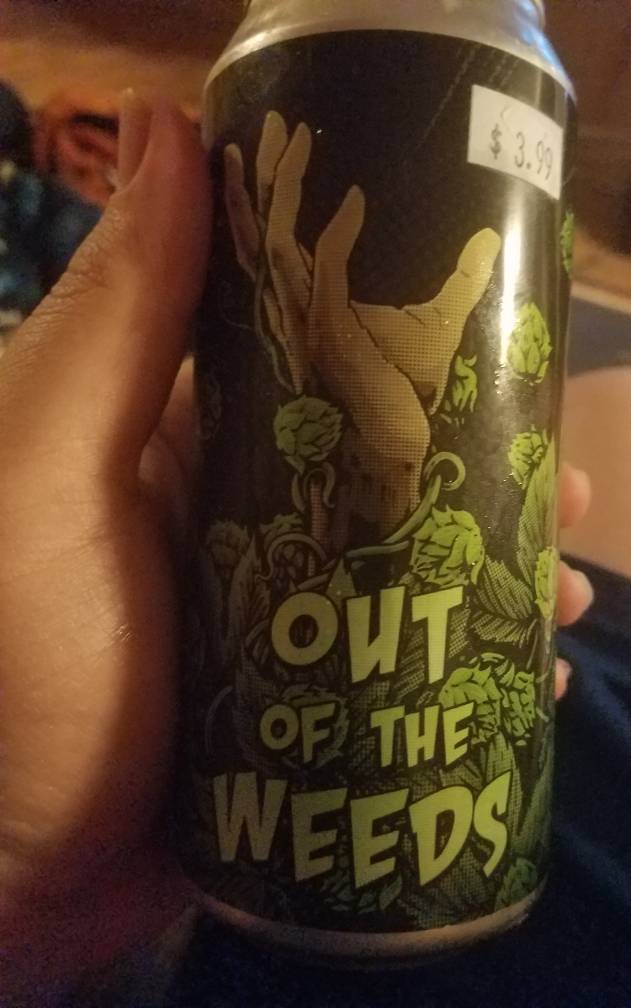 $ 3.99
OUT
OF THE
WEEDS